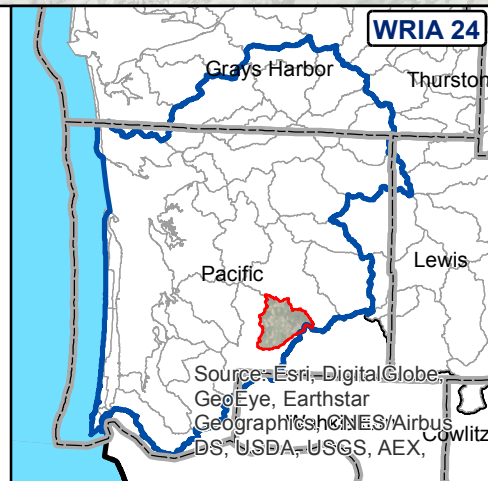 WRIA 24
Grays Harbor
Thurston
Pacific
Lewis
Source: Esri, DigitalGlobe,
GeoEye, Earthstar
Geographics, CNES/Airbus
DS, USDA, USGS, AEX,
Cowlitz